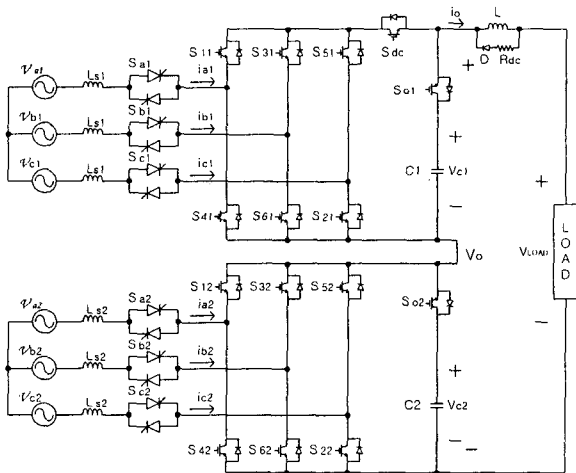 io L
S11 S31 S51 Sdc D Rdc
Va1 Ls1 Sa1 ia1
+
So1
Vb1 Ls1 Sb1 ib1
+
Vc1 Ls1 Sc1 ic1
C1 Vc1
+
−
S41 S61 S21
LOAD
Vo VLOAD
S12 S32 S52
Va2 Ls2 Sa2 ia2
So2
−
Vb2 Ls2 Sb2 ib2
+
Vc2 Ls2 Sc2 ic2
C2 Vc2
S42 S62 S22
− −